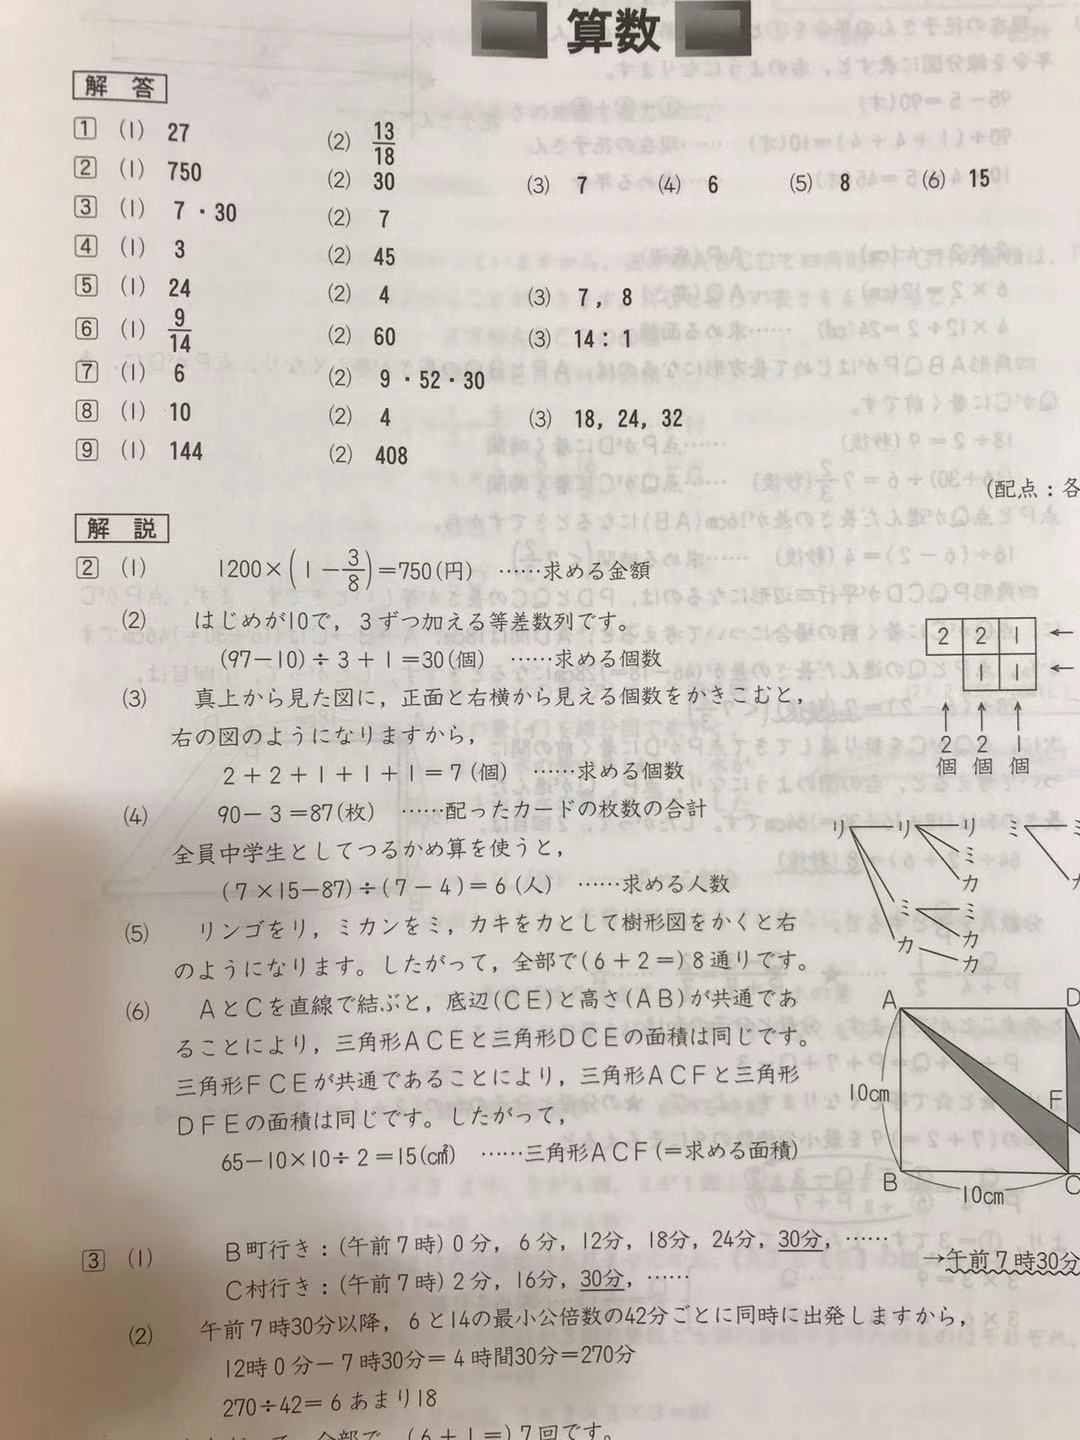 算数
解答
1 (1) 27 (2) 13/18
2 (1) 750 (2) 30 (3) 7 (4) 6 (5) 8 (6) 15
3 (1) 7・30 (2) 7
4 (1) 3 (2) 45
5 (1) 24 (2) 4 (3) 7, 8
6 (1) 9/14 (2) 60 (3) 14：1
7 (1) 6 (2) 9・52・30
8 (1) 10 (2) 4 (3) 18, 24, 32
9 (1) 144 (2) 408
(配点：各
解説
2 (1) 1200×(1－3/8)＝750(円) ……求める金額
(2) はじめが10で，3ずつ加える等差数列です。
(97－10)÷3＋1＝30(個) ……求める個数
(3) 真上から見た図に，正面と右横から見える個数をかきこむと，
右の図のようになりますから，
2＋2＋1＋1＋1＝7(個) ……求める個数
2 2 1 ←
1 1 ←
↑ ↑ ↑
2 2 1
個 個 個
(4) 90－3＝87(枚) ……配ったカードの枚数の合計
全員中学生としてつるかめ算を使うと，
(7×15－87)÷(7－4)＝6(人) ……求める人数
(5) リンゴをリ，ミカンをミ，カキをカとして樹形図をかくと右
のようになります。したがって，全部で(6＋2＝)8通りです。
リ リ リ ミ
ミ
カ
ミ ミ
カ カ
カ
(6) AとCを直線で結ぶと，底辺(CE)と高さ(AB)が共通であ
ることにより，三角形ACEと三角形DCEの面積は同じです。
三角形FCEが共通であることにより，三角形ACFと三角形
DFEの面積は同じです。したがって，
65－10×10÷2＝15(c㎡) ……三角形ACF(＝求める面積)
A D
10cm F
B C
10cm
3 (1) B町行き：(午前7時)0分，6分，12分，18分，24分，30分，……
→午前7時30分
C村行き：(午前7時)2分，16分，30分，……
(2) 午前7時30分以降，6と14の最小公倍数の42分ごとに同時に出発しますから，
12時0分－7時30分＝4時間30分＝270分
270÷42＝6あまり18
全部で，(6＋1＝)7回です。